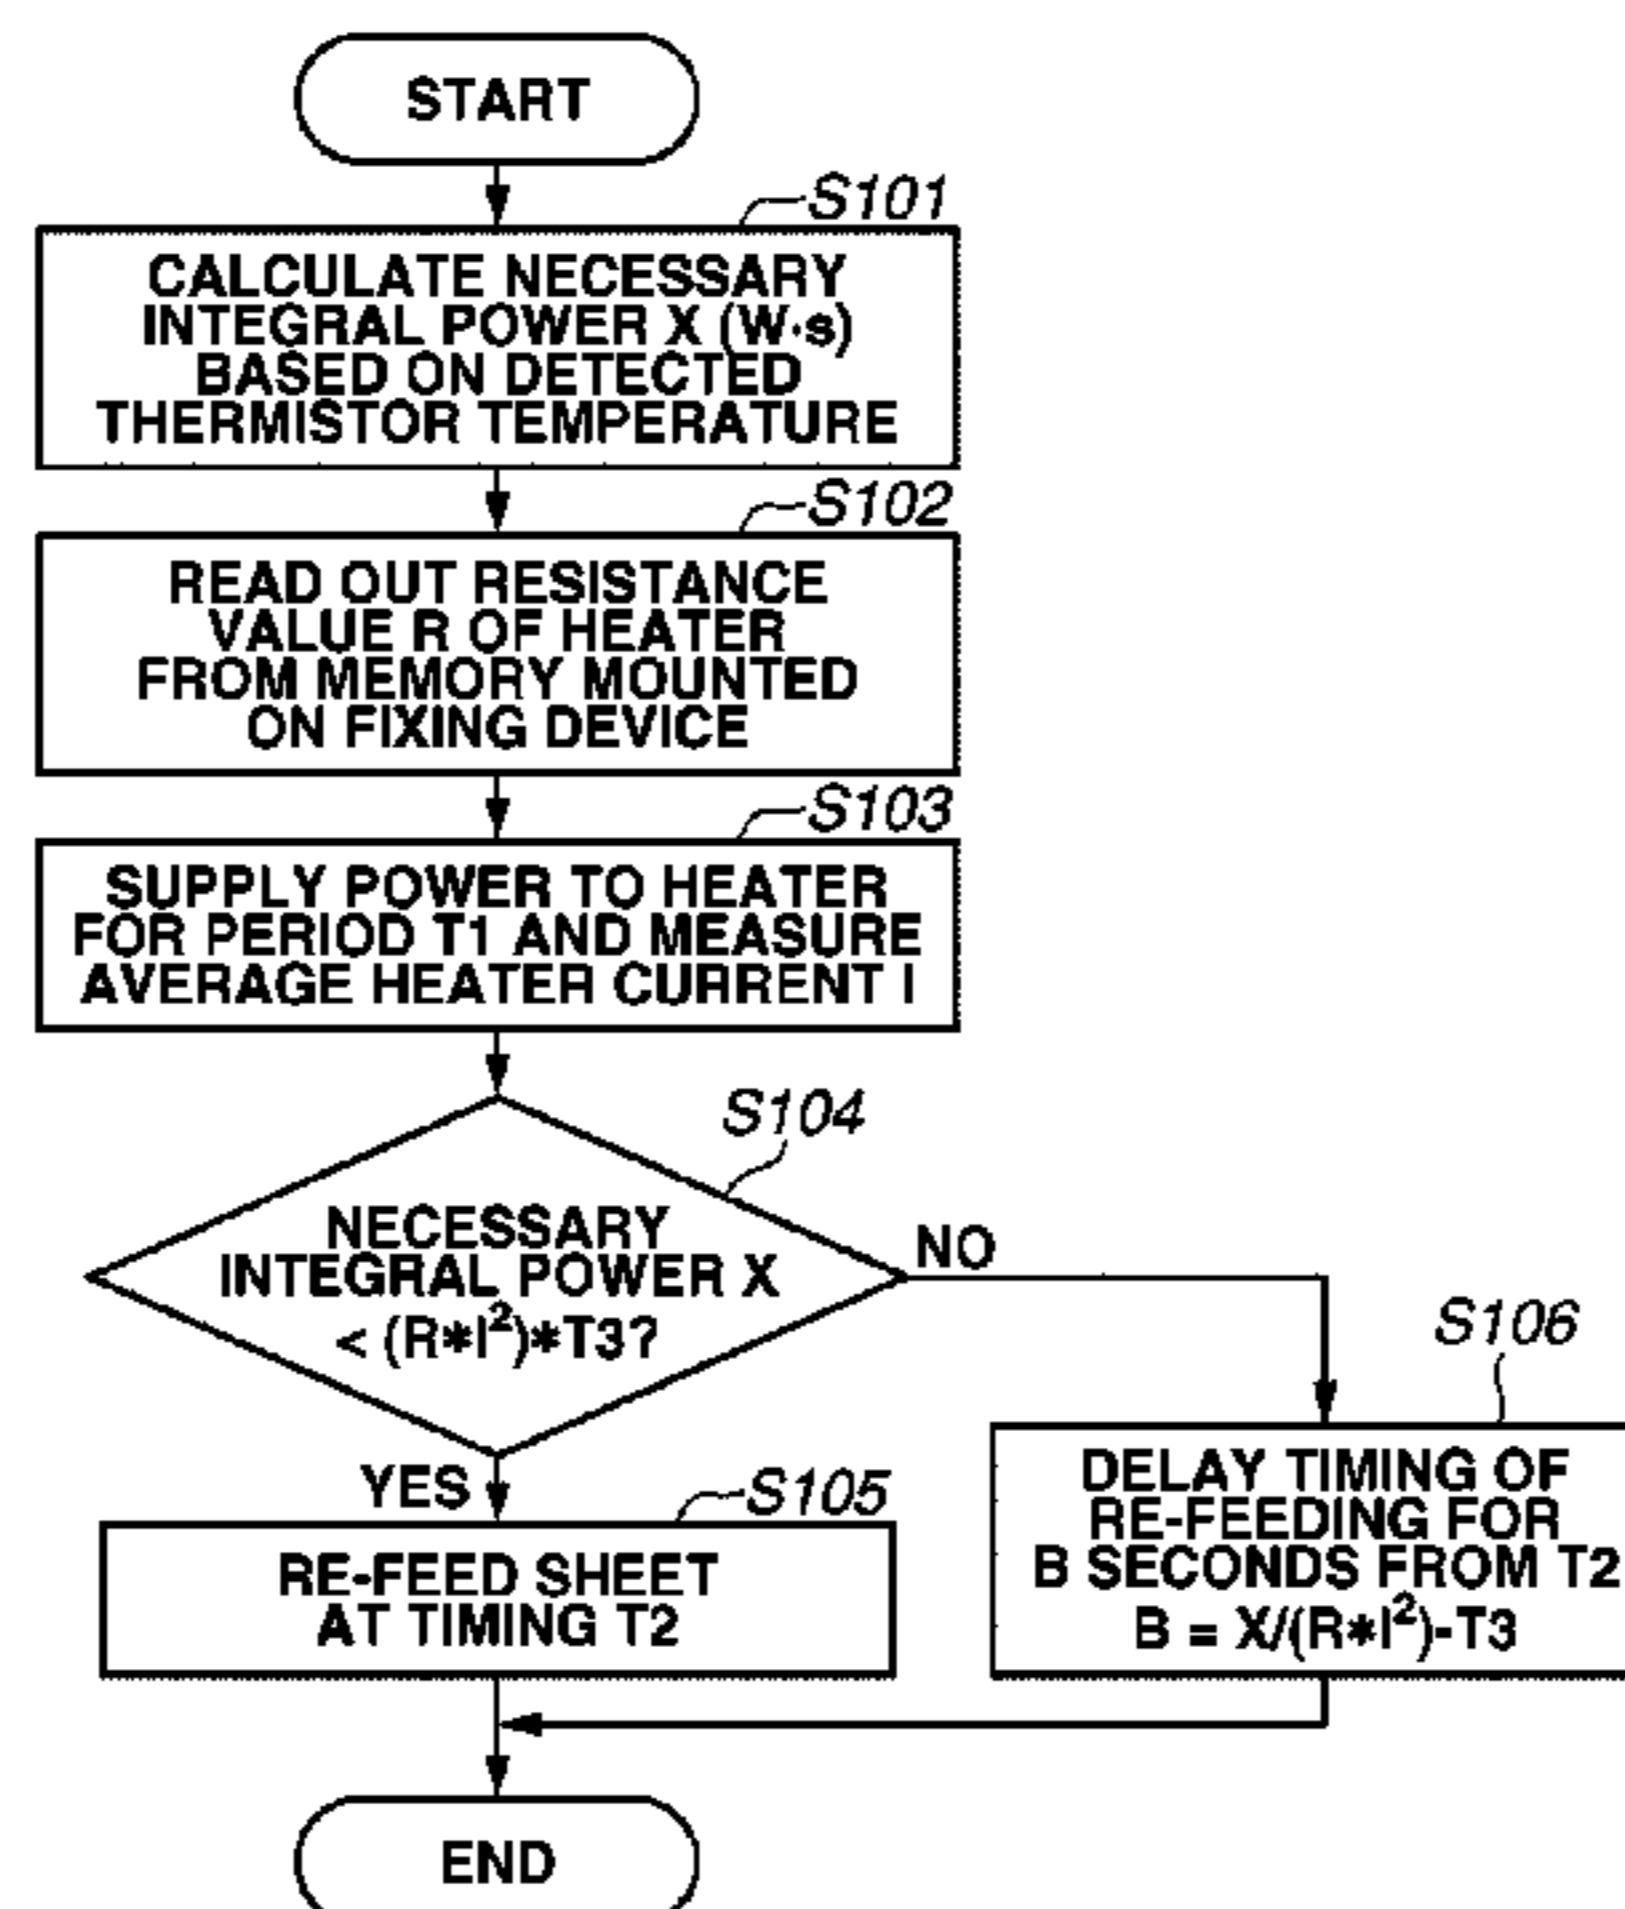 START
S101
CALCULATE NECESSARY
INTEGRAL POWER X (W·s)
BASED ON DETECTED
THERMISTOR TEMPERATURE
S102
READ OUT RESISTANCE
VALUE R OF HEATER
FROM MEMORY MOUNTED
ON FIXING DEVICE
S103
SUPPLY POWER TO HEATER
FOR PERIOD T1 AND MEASURE
AVERAGE HEATER CURRENT I
S104
NECESSARY
INTEGRAL POWER X
< (R*I²)*T3?
NO
YES
S105
RE-FEED SHEET
AT TIMING T2
S106
DELAY TIMING OF
RE-FEEDING FOR
B SECONDS FROM T2
B = X/(R*I²)-T3
END